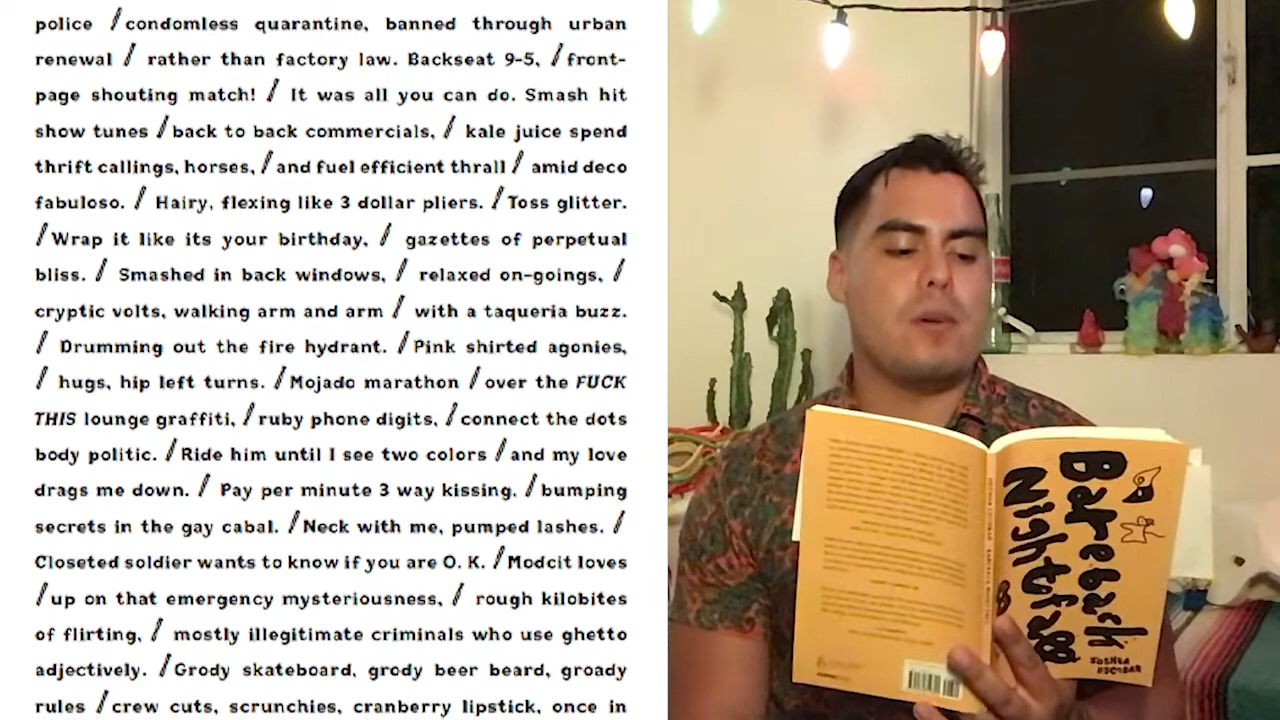 police / condomless quarantine, banned through urban
renewal / rather than factory law. Backseat 9-5, / front-
page shouting match! / It was all you can do. Smash hit
show tunes / back to back commercials, / kale juice spend
thrift callings, horses, / and fuel efficient thrall / amid deco
fabuloso. / Hairy, flexing like 3 dollar pliers. / Toss glitter.
/ Wrap it like its your birthday, / gazettes of perpetual
bliss. / Smashed in back windows, / relaxed on-goings, /
cryptic volts, walking arm and arm / with a taqueria buzz.
/ Drumming out the fire hydrant. / Pink shirted agonies,
/ hugs, hip left turns. / Mojado marathon / over the FUCK
THIS lounge graffiti, / ruby phone digits, / connect the dots
body politic. / Ride him until I see two colors / and my love
drags me down. / Pay per minute 3 way kissing, / bumping
secrets in the gay cabal. / Neck with me, pumped lashes. /
Closeted soldier wants to know if you are O. K. / Modcit loves
/ up on that emergency mysteriousness, / rough kilobites
of flirting, / mostly illegitimate criminals who use ghetto
adjectively. / Grody skateboard, grody beer beard, groady
rules / crew cuts, scrunchies, cranberry lipstick, once in
Bareback
Nightfall
JOSHUA
ESCOBAR